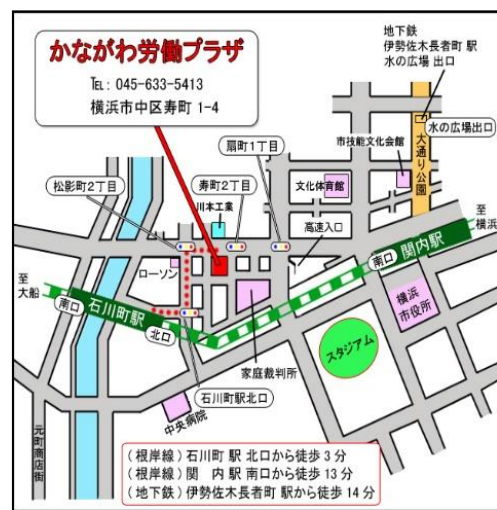 かながわ労働プラザ
TEL: 045-633-5413
横浜市中区寿町 1-4
地下鉄
伊勢佐木長者町 駅
水の広場 出口
水の広場出口
大通り公園
扇町1丁目
市技能文化会館
松影町2丁目
寿町2丁目
文化体育館
川本工業
高速入口
至
横浜
ローソン
南口
関内駅
至
大船
南口
石川町駅
北口
横浜
市役所
スタジアム
家庭裁判所
石川町駅北口
中央病院
元町商店街
(根岸線)石川町 駅 北口から徒歩 3 分
(根岸線)関 内 駅 南口から徒歩 13 分
(地下鉄)伊勢佐木長者町 駅から徒歩 14 分